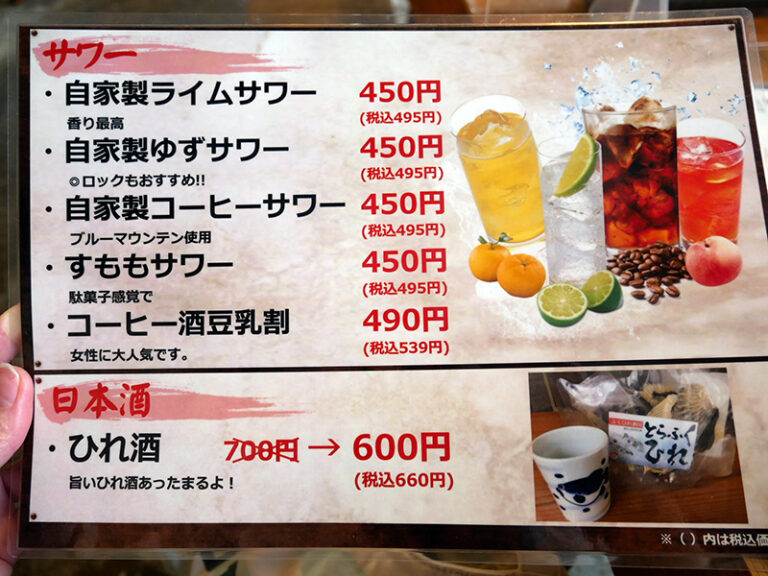 サワー
・自家製ライムサワー 450円
香り最高 (税込495円)
・自家製ゆずサワー 450円
◎ロックもおすすめ!! (税込495円)
・自家製コーヒーサワー 450円
ブルーマウンテン使用 (税込495円)
・すももサワー 450円
駄菓子感覚で (税込495円)
・コーヒー酒豆乳割 490円
女性に大人気です。 (税込539円)
日本酒
・ひれ酒 700円 → 600円
旨いひれ酒あったまるよ！ (税込660円)
とらふく
ひれ
※( )内は税込価